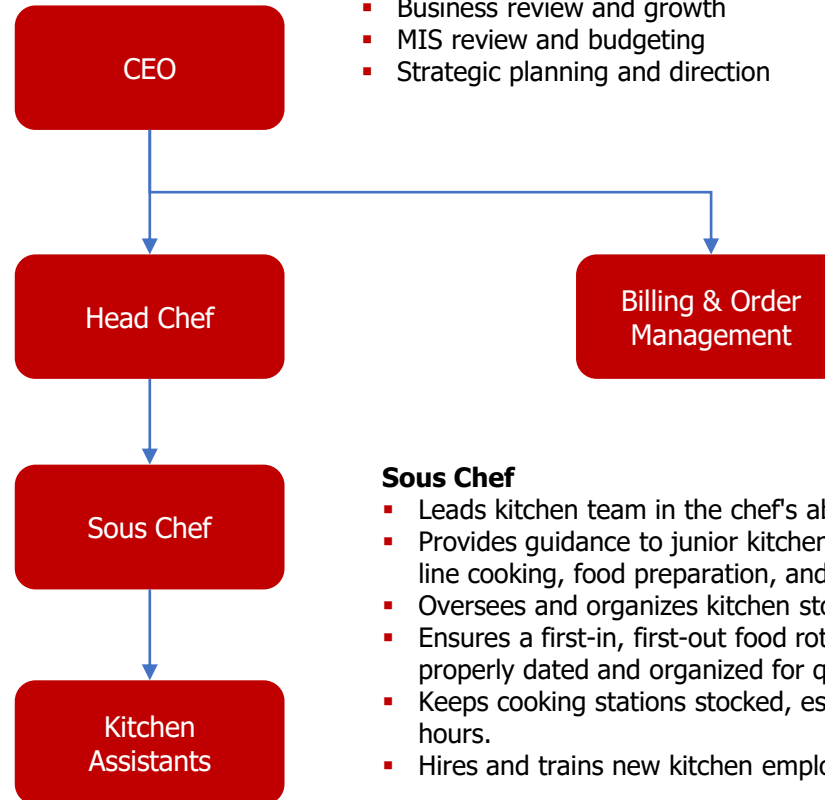 Business review and growth
CEO
MIS review and budgeting
Strategic planning and direction
Head Chef
Billing & Order
Management
Sous Chef
Sous Chef
Leads kitchen team in the chef's
Provides guidance to junior kitchen
line cooking, food preparation, and
Oversees and organizes kitchen
Ensures a first-in, first-out food
properly dated and organized for
Keeps cooking stations stocked,
hours.
Hires and trains new kitchen
Kitchen
Assistants